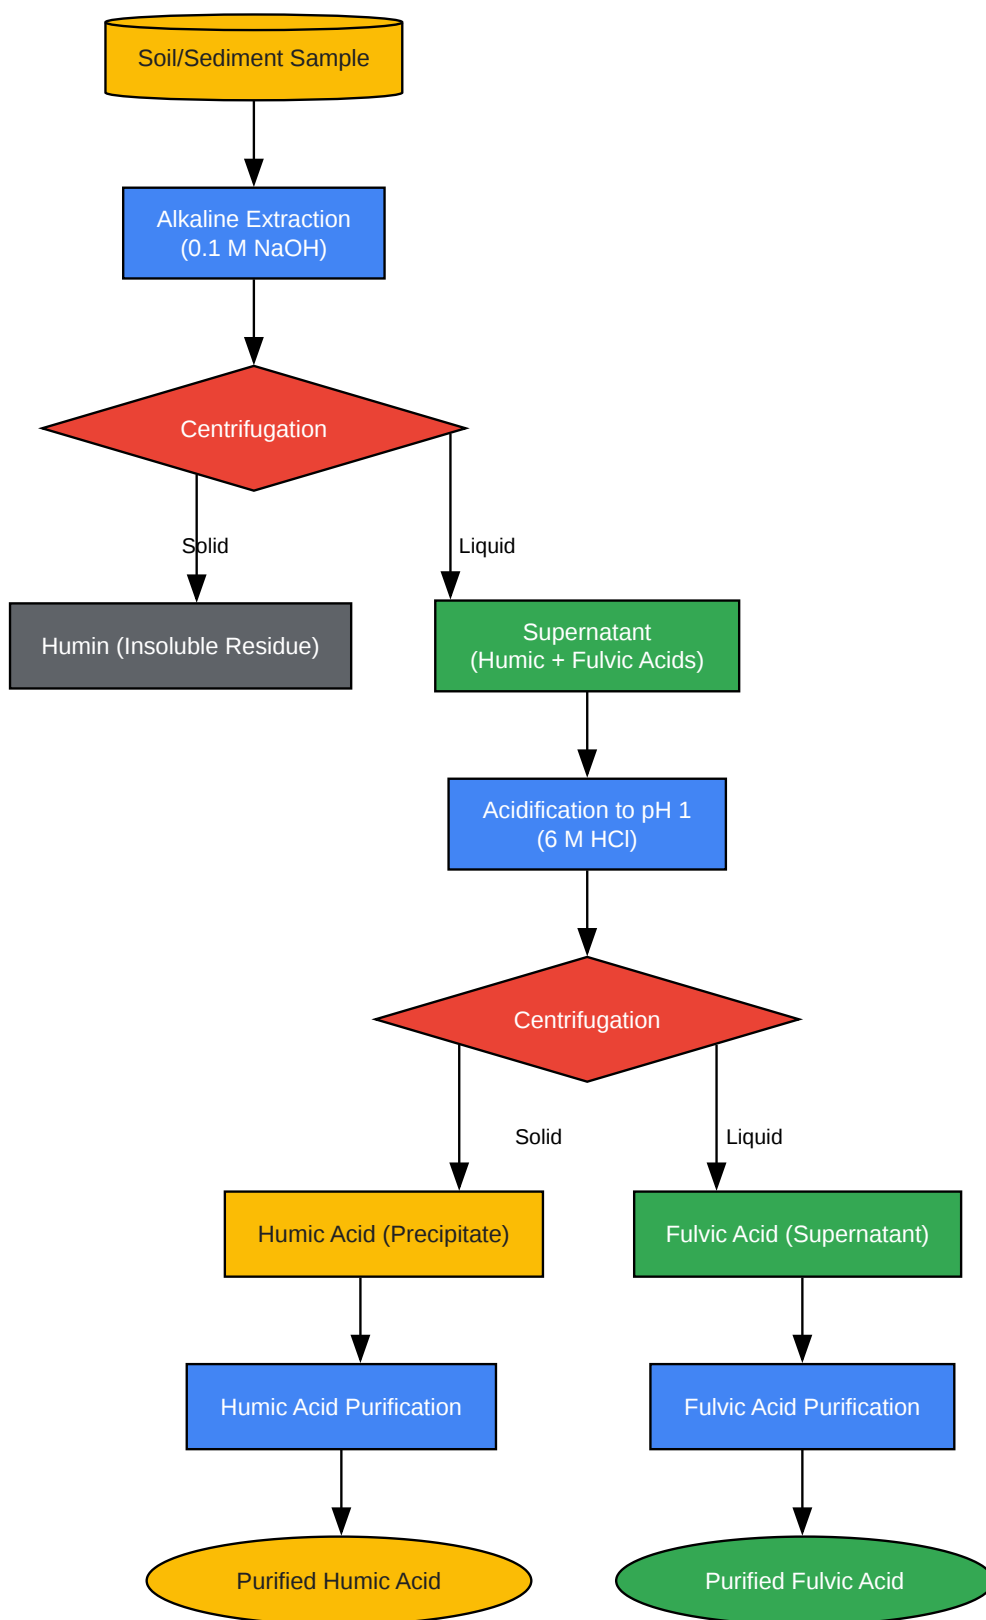 Soil/Sediment Sample
Alkaline Extraction
(0.1 M NaOH)
Centrifugation
Solid
Liquid
Humin (Insoluble Residue)
Supernatant
(Humic + Fulvic Acids)
Acidification to pH 1
(6 M HCl)
Centrifugation
Solid
Liquid
Humic Acid (Precipitate)
Fulvic Acid (Supernatant)
Humic Acid Purification
Fulvic Acid Purification
Purified Humic Acid
Purified Fulvic Acid